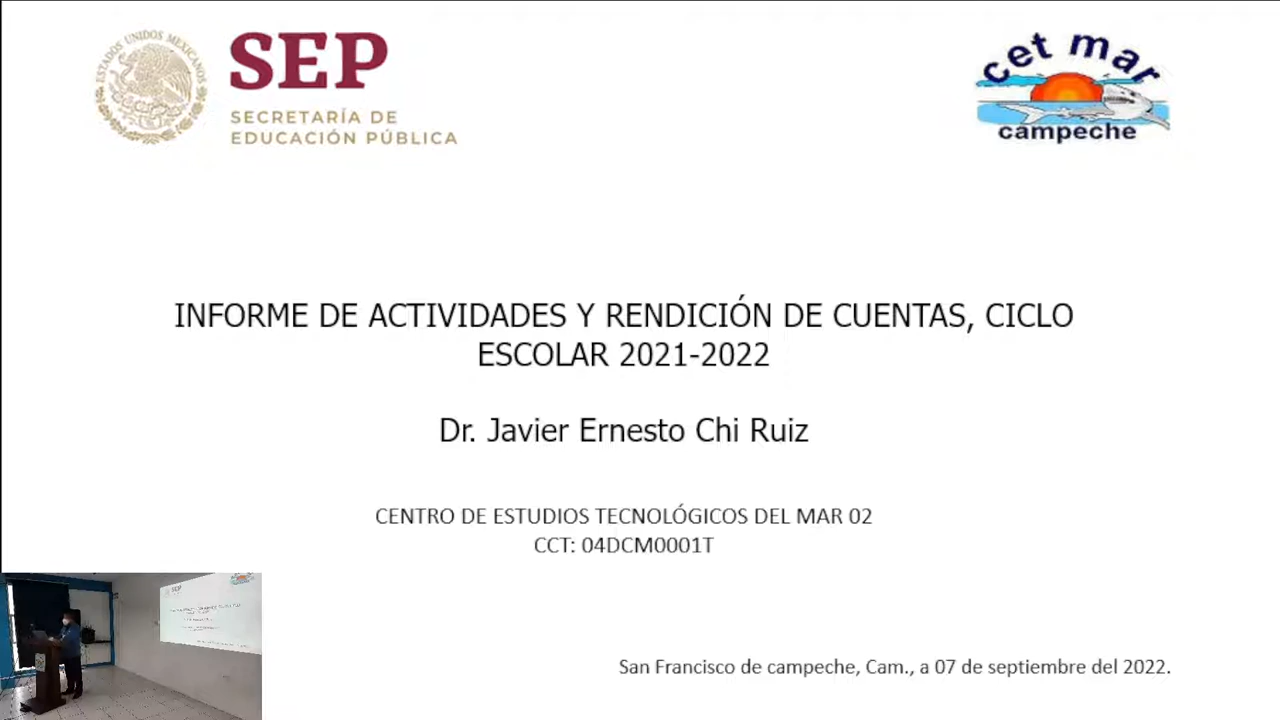 ESTADOS UNIDOS MEXICANOS
SEP
SECRETARÍA DE
EDUCACIÓN PÚBLICA
cet mar
campeche
INFORME DE ACTIVIDADES Y RENDICIÓN DE CUENTAS, CICLO
ESCOLAR 2021-2022
Dr. Javier Ernesto Chi Ruiz
CENTRO DE ESTUDIOS TECNOLÓGICOS DEL MAR 02
CCT: 04DCM0001T
SEP
San Francisco de campeche, Cam., a 07 de septiembre del 2022.